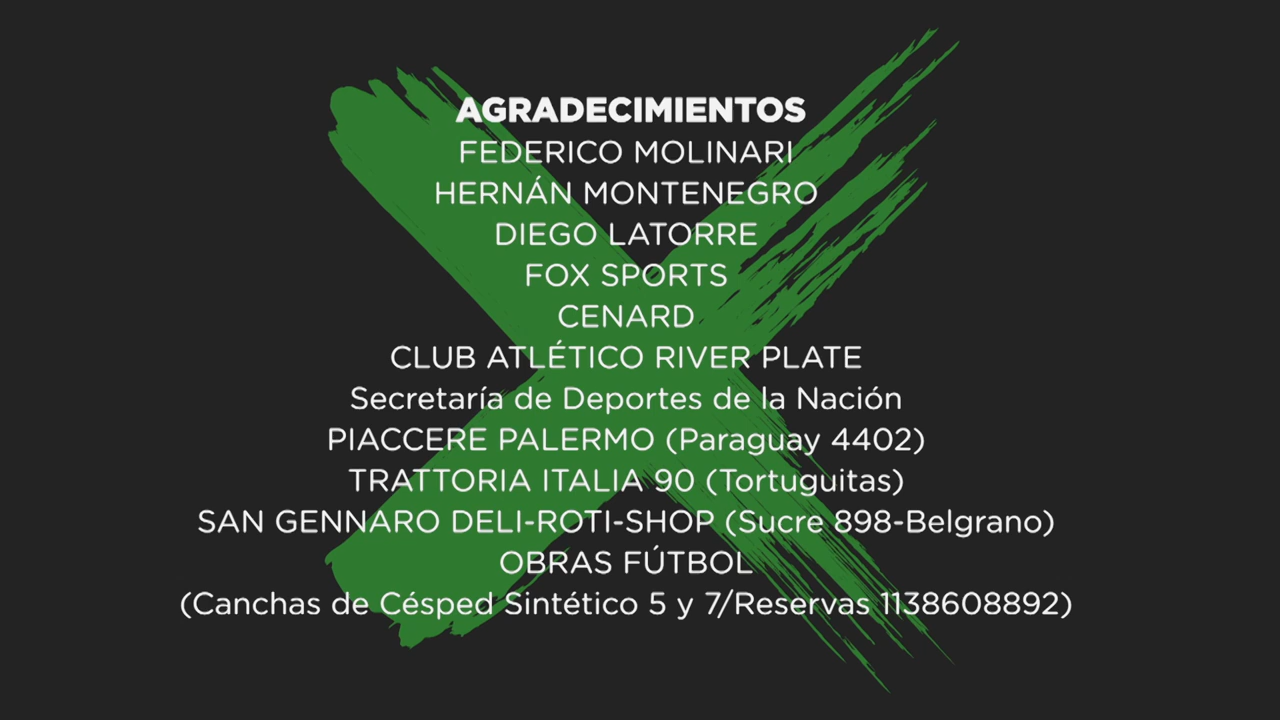 AGRADECIMIENTOS
FEDERICO MOLINARI
HERNÁN MONTENEGRO
DIEGO LATORRE
FOX SPORTS
CENARD
CLUB ATLÉTICO RIVER PLATE
Secretaría de Deportes de la Nación
PIACCERE PALERMO (Paraguay 4402)
TRATTORIA ITALIA 90 (Tortuguitas)
SAN GENNARO DELI-ROTI-SHOP (Sucre 898-Belgrano)
OBRAS FÚTBOL
(Canchas de Césped Sintético 5 y 7/Reservas 1138608892)